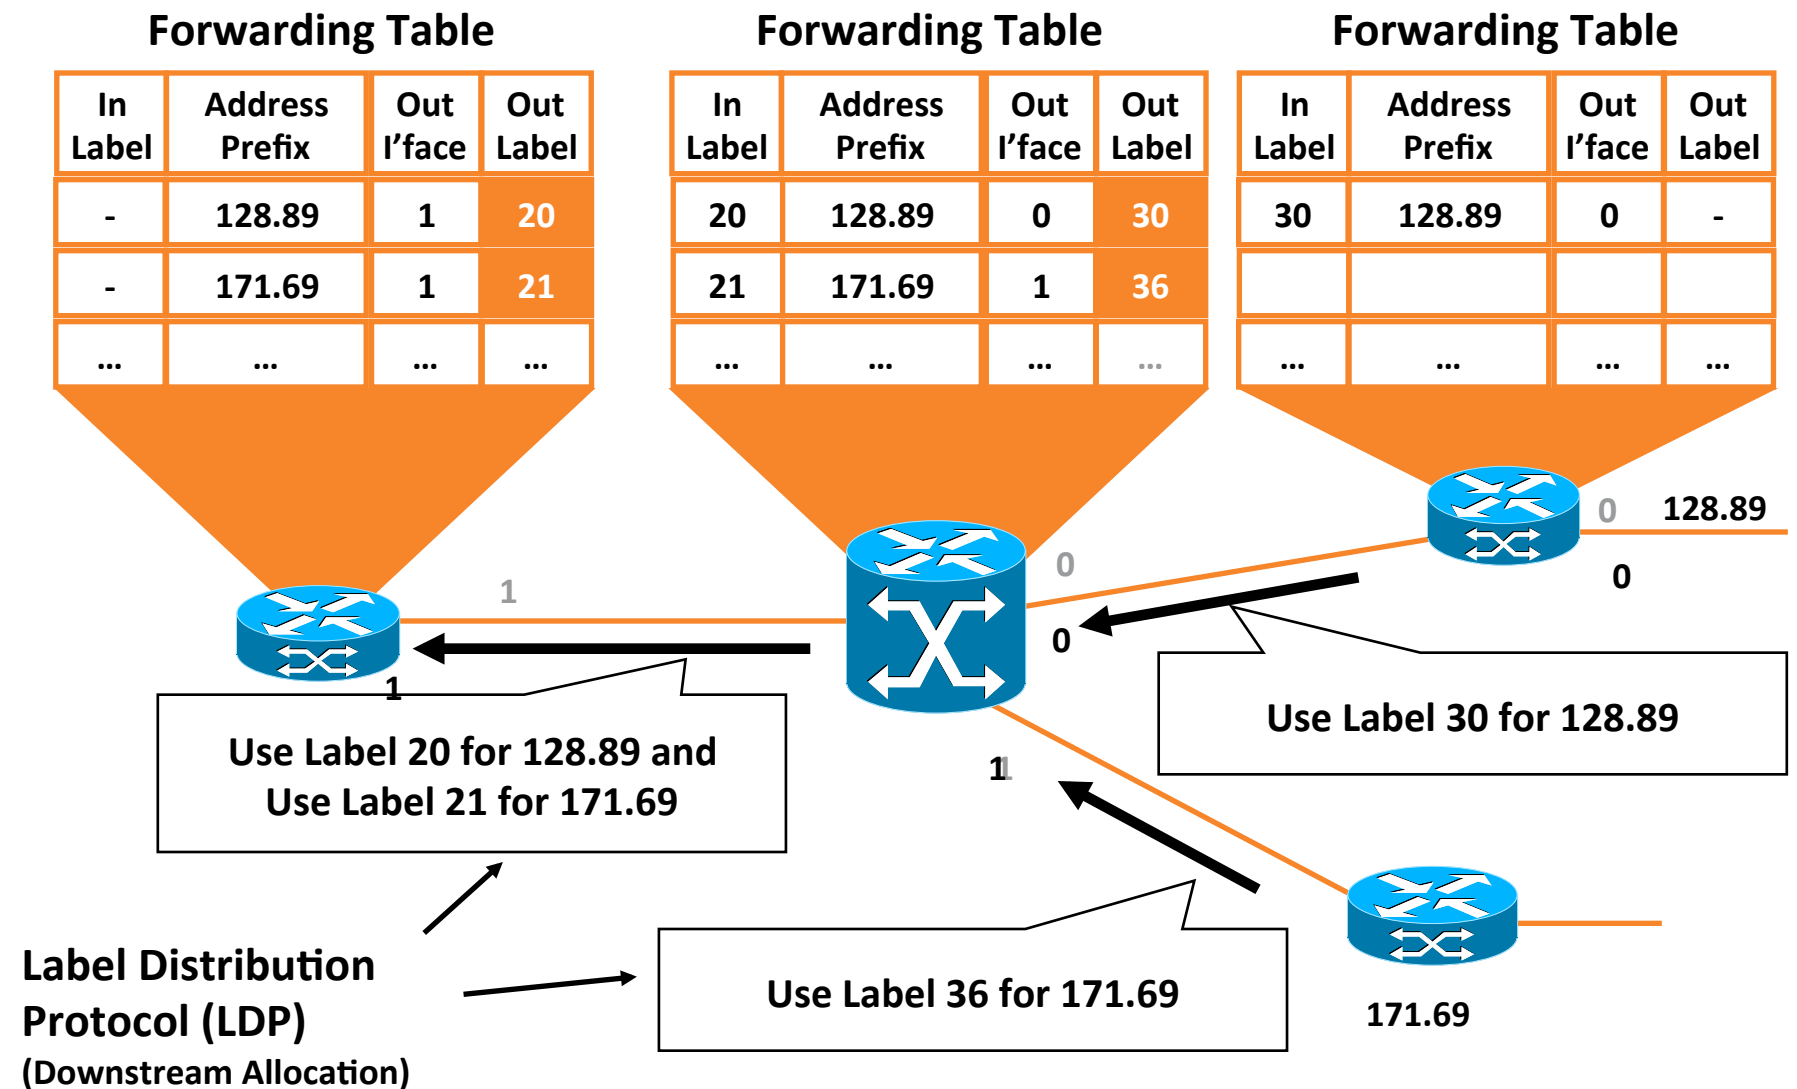 Forwarding Table
In Label Address Prefix Out I’face Out Label
- 128.89 1 20
- 171.69 1 21
... ... ... ...
Forwarding Table
In Label Address Prefix Out I’face Out Label
20 128.89 0 30
21 171.69 1 36
... ... ... ...
Forwarding Table
In Label Address Prefix Out I’face Out Label
30 128.89 0 -
... ... ... ...
0 128.89
0
0
1
0
1
Use Label 30 for 128.89
Use Label 20 for 128.89 and
Use Label 21 for 171.69
1 1
Label Distribution
Protocol (LDP)
(Downstream Allocation)
Use Label 36 for 171.69
171.69